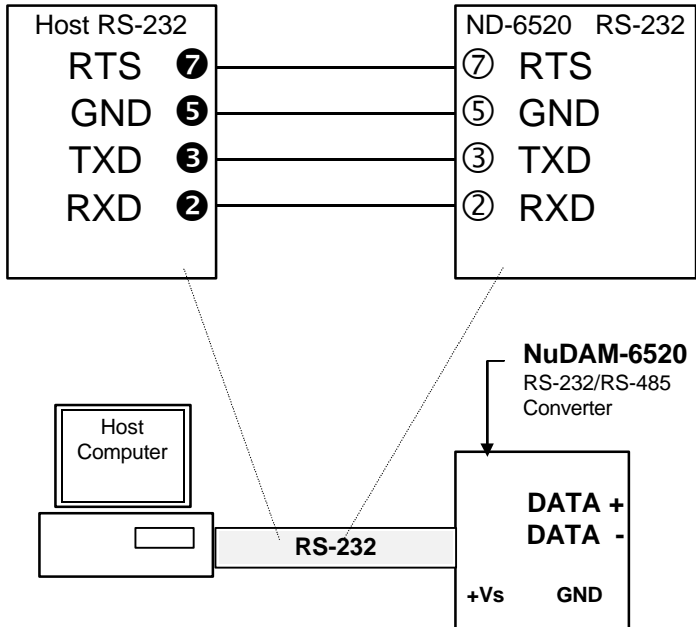 Host RS-232
RTS ❼
GND ❺
TXD ❸
RXD ❷
ND-6520 RS-232
⑦ RTS
⑤ GND
③ TXD
② RXD
NuDAM-6520
RS-232/RS-485
Converter
Host
Computer
RS-232
DATA +
DATA -
+Vs GND